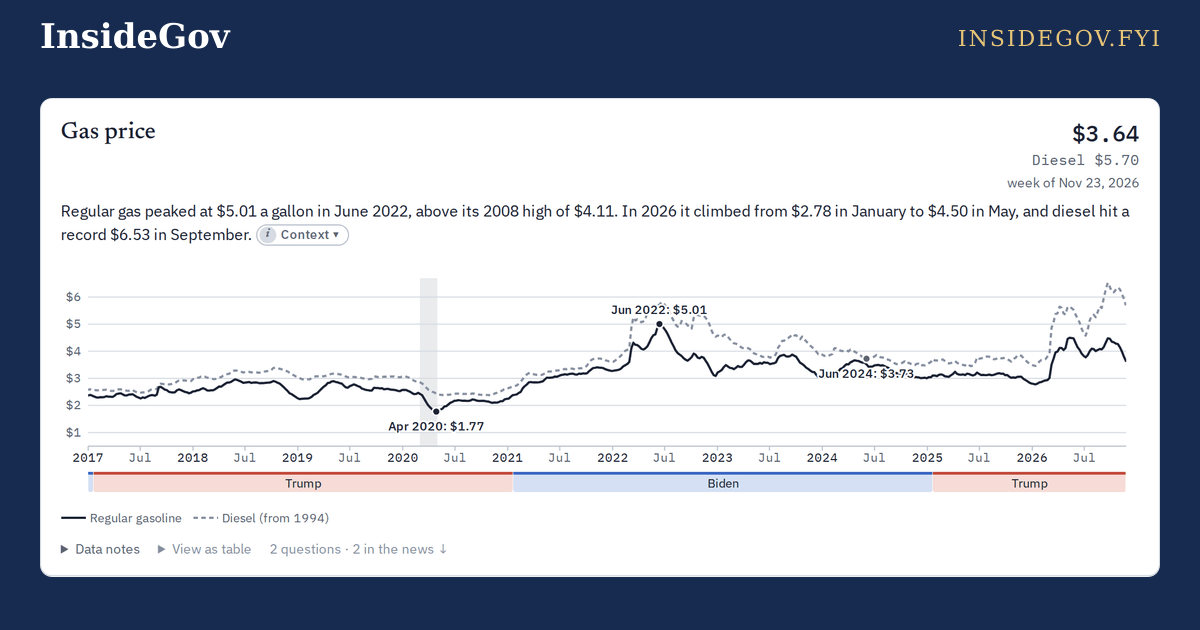 InsideGov
INSIDEGOV.FYI
Gas price
$3.64
Diesel $5.70
week of Nov 23, 2026
Regular gas peaked at $5.01 a gallon in June 2022, above its 2008 high of $4.11. In 2026 it climbed from $2.78 in January to $4.50 in May, and diesel hit a
record $6.53 in September. i Context ▾
$6
$5
$4
$3
$2
$1
Jun 2022: $5.01
Jun 2024: $3.73
Apr 2020: $1.77
2017 Jul 2018 Jul 2019 Jul 2020 Jul 2021 Jul 2022 Jul 2023 Jul 2024 Jul 2025 Jul 2026 Jul
Trump Biden Trump
Regular gasoline Diesel (from 1994)
▶ Data notes ▶ View as table 2 questions · 2 in the news ↓